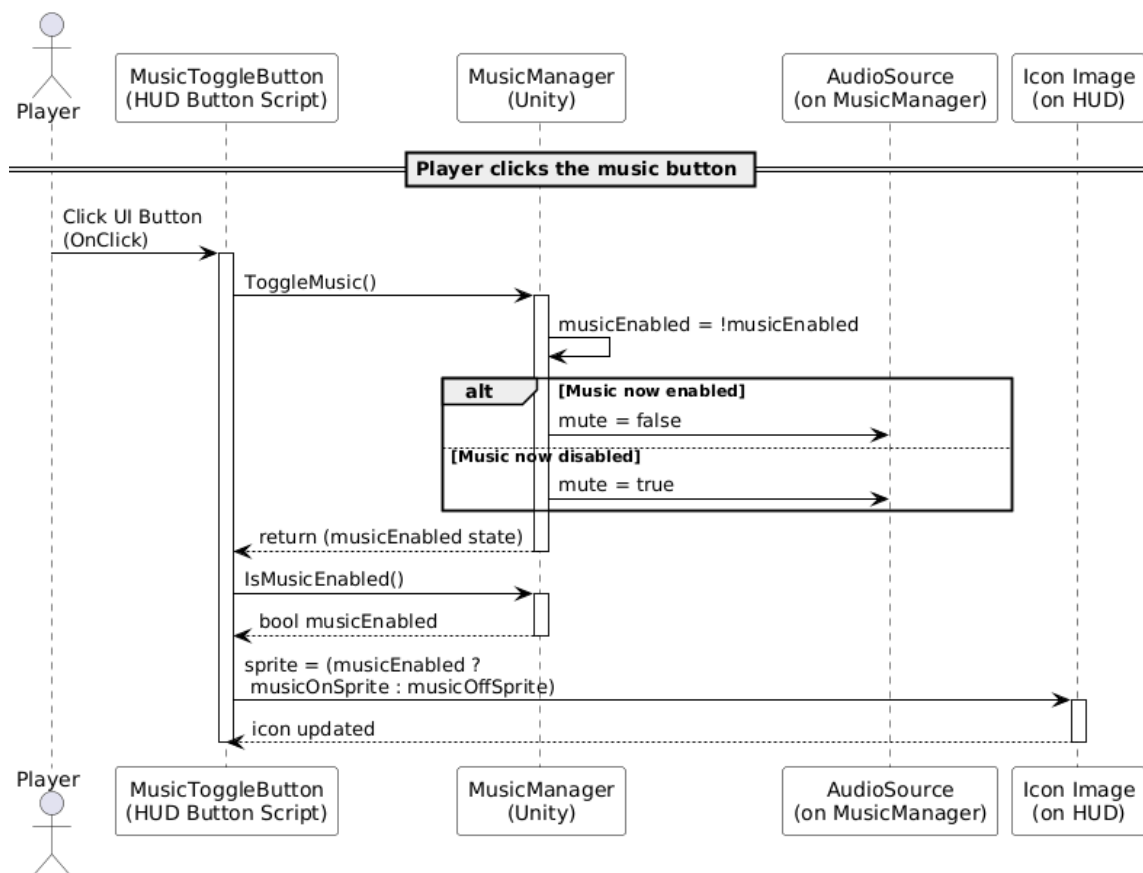 Player
MusicToggleButton
(HUD Button Script)
MusicManager
(Unity)
AudioSource
(on MusicManager)
Icon Image
(on HUD)
Player clicks the music button
Click UI Button
(OnClick)
ToggleMusic()
musicEnabled = !musicEnabled
alt
[Music now enabled]
mute = false
[Music now disabled]
mute = true
return (musicEnabled state)
IsMusicEnabled()
bool musicEnabled
sprite = (musicEnabled ?
musicOnSprite : musicOffSprite)
icon updated
Player
MusicToggleButton
(HUD Button Script)
MusicManager
(Unity)
AudioSource
(on MusicManager)
Icon Image
(on HUD)